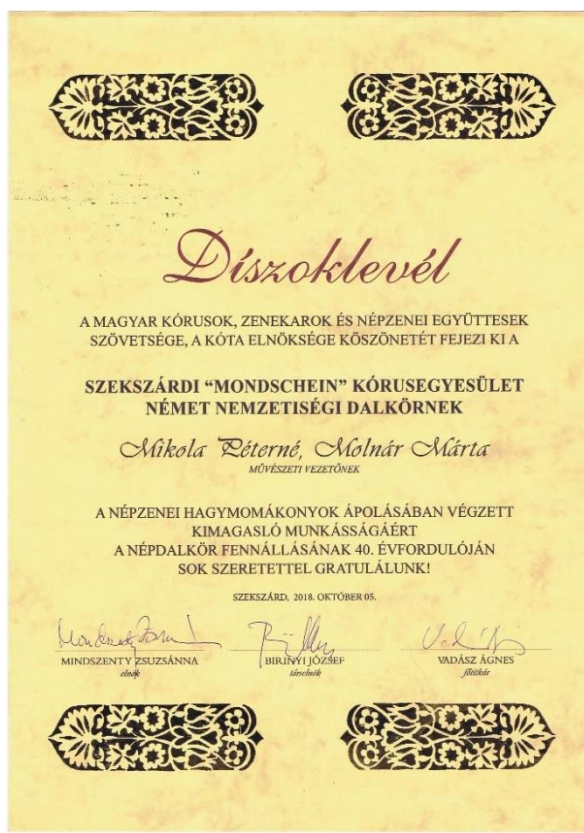 Díszoklevél
A MAGYAR KÓRUSOK, ZENEKAROK ÉS NÉPZENEI EGYÜTTESEK
SZÖVETSÉGE, A KÓTA ELNÖKSÉGE KÖSZÖNETÉT FEJEZI KI A
SZEKSZÁRDI “MONDSCHEIN” KÓRUSEGYESÜLET
NÉMET NEMZETISÉGI DALKÖRNEK
Mikola Péterné, Molnár Márta
MŰVÉSZETI VEZETŐNEK
A NÉPZENEI HAGYMOMÁKONYOK ÁPOLÁSÁBAN VÉGZETT
KIMAGASLÓ MUNKÁSSÁGÁÉRT
A NÉPDALKÖR FENNÁLLÁSÁNAK 40. ÉVFORDULÓJÁN
SOK SZERETETTEL GRATULÁLUNK!
SZEKSZÁRD, 2018. OKTÓBER 05.
MINDSZENTY ZSUZSÁNNA BIRINYI JÓZSEF VADÁSZ ÁGNES
elnök társelnök főtitkár